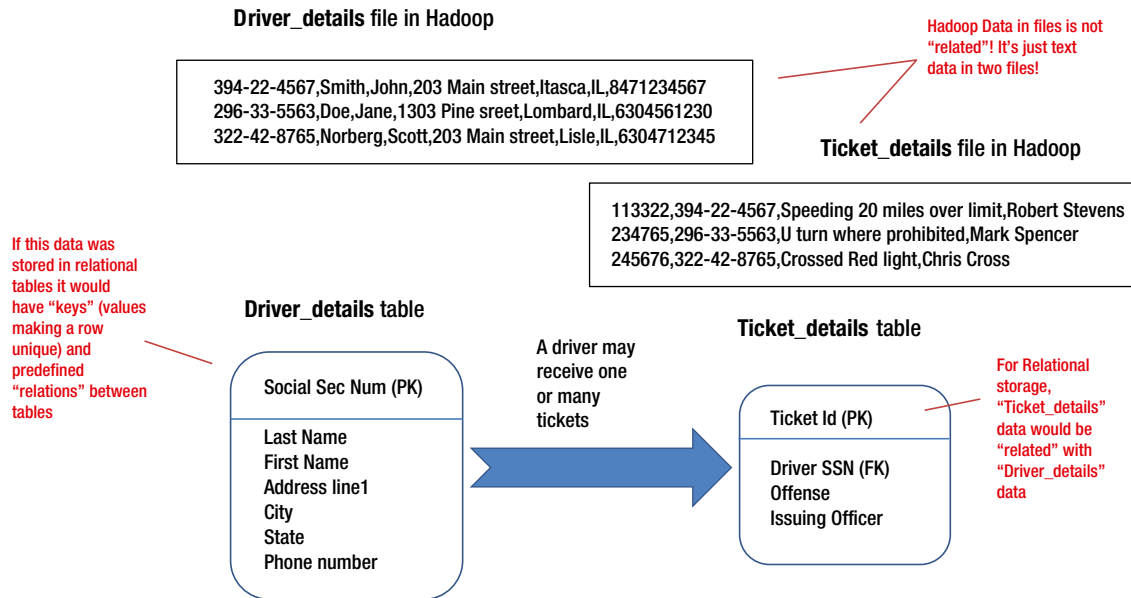 Driver_details file in Hadoop
394-22-4567,Smith,John,203 Main street,Itasca,IL,8471234567
296-33-5563,Doe,Jane,1303 Pine sreet,Lombard,IL,6304561230
322-42-8765,Norberg,Scott,203 Main street,Lisle,IL,6304712345
Hadoop Data in files is not
“related”! It’s just text
data in two files!
Ticket_details file in Hadoop
113322,394-22-4567,Speeding 20 miles over limit,Robert Stevens
234765,296-33-5563,U turn where prohibited,Mark Spencer
245676,322-42-8765,Crossed Red light,Chris Cross
If this data was
stored in relational
tables it would
have “keys” (values
making a row
unique) and
predefined
“relations” between
tables
Driver_details table
Social Sec Num (PK)
Last Name
First Name
Address line1
City
State
Phone number
A driver may
receive one
or many
tickets
Ticket_details table
Ticket Id (PK)
Driver SSN (FK)
Offense
Issuing Officer
For Relational
storage,
“Ticket_details”
data would be
“related” with
“Driver_details”
data